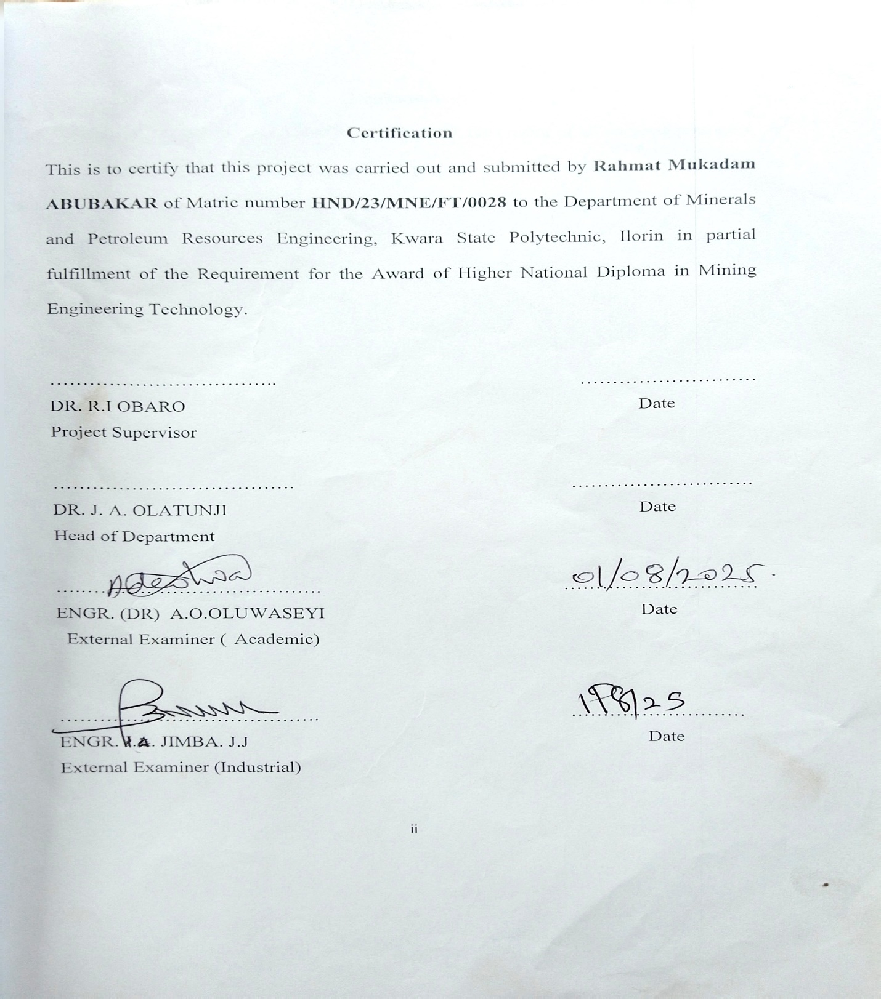 Certification
This is to certify that this project was carried out and submitted by Rahmat Mukadam
ABUBAKAR of Matric number HND/23/MNE/FT/0028 to the Department of Minerals
and Petroleum Resources Engineering, Kwara State Polytechnic, Ilorin in partial
fulfillment of the Requirement for the Award of Higher National Diploma in Mining
Engineering Technology.
.................................. ...........................
DR. R.I OBARO Date
Project Supervisor
.................................... ............................
DR. J. A. OLATUNJI Date
Head of Department
01/08/2025.
ENGR. (DR) A.O.OLUWASEYI Date
External Examiner ( Academic)
ENGR. JIMBA. J.J Date
External Examiner (Industrial)
ii